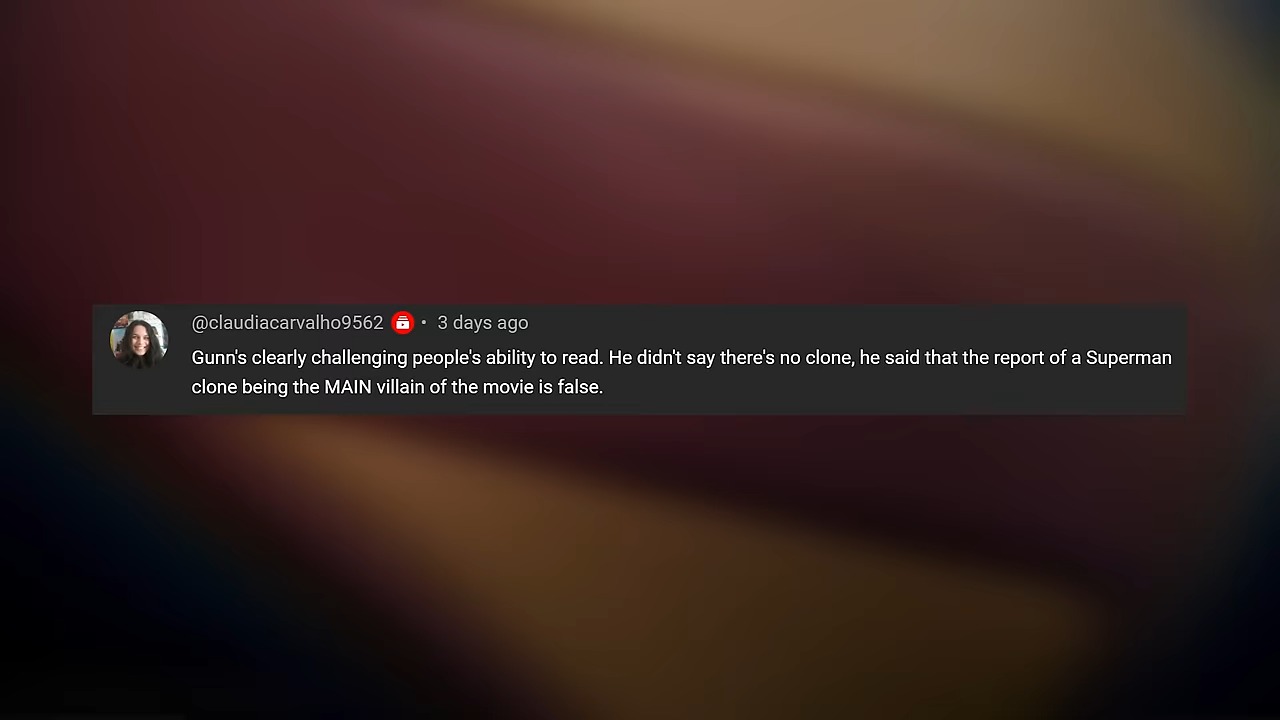 @claudiacarvalho9562 • 3 days ago
Gunn's clearly challenging people's ability to read. He didn't say there's no clone, he said that the report of a Superman
clone being the MAIN villain of the movie is false.